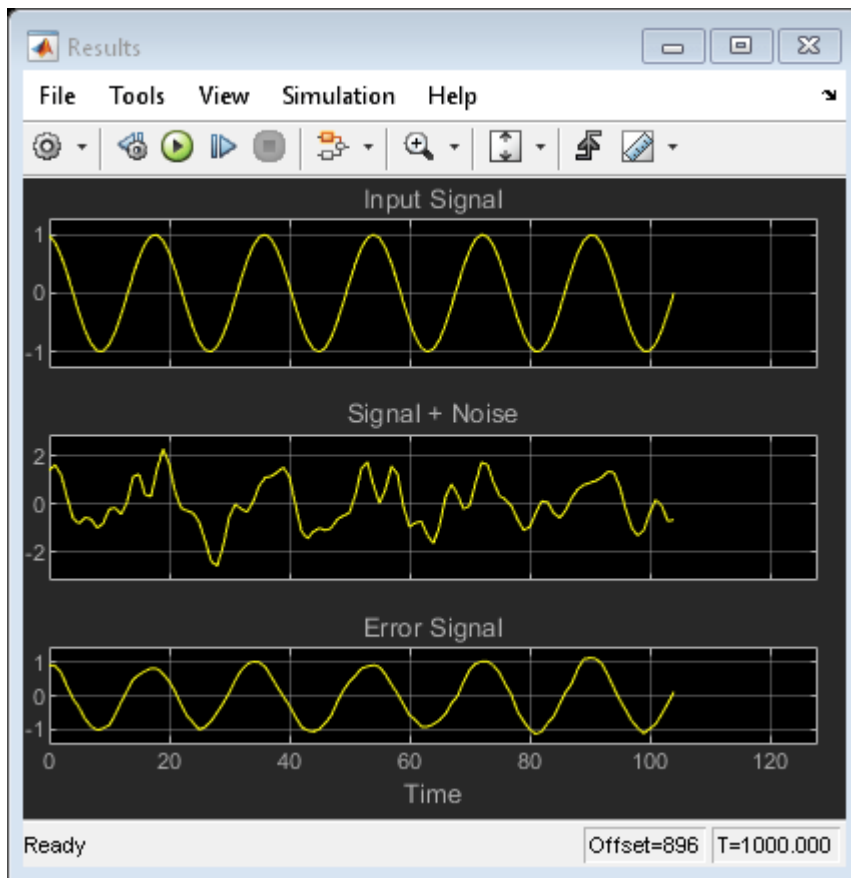 Results
File Tools View Simulation Help
Input Signal
1
0
-1
Signal + Noise
2
0
-2
Error Signal
1
0
-1
0 20 40 60 80 100 120
Time
Ready Offset=896 T=1000.000